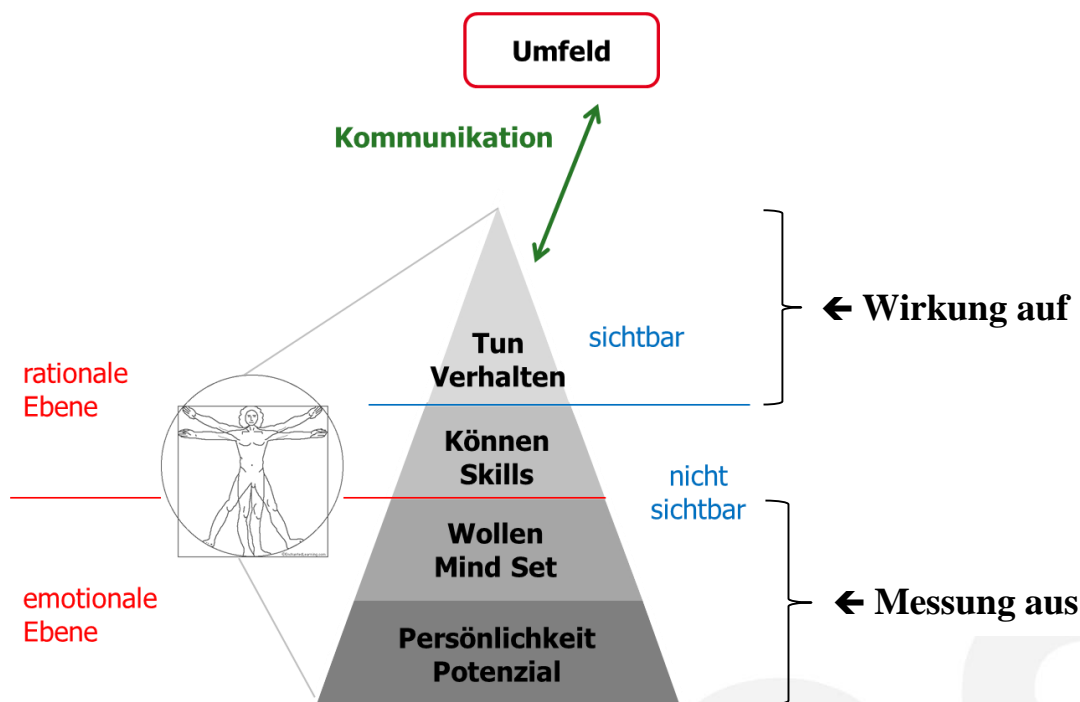 Umfeld
Kommunikation
← Wirkung auf
sichtbar
Tun
Verhalten
rationale
Ebene
Können
Skills
nicht
sichtbar
Wollen
Mind Set
emotionale
Ebene
← Messung aus
Persönlichkeit
Potenzial